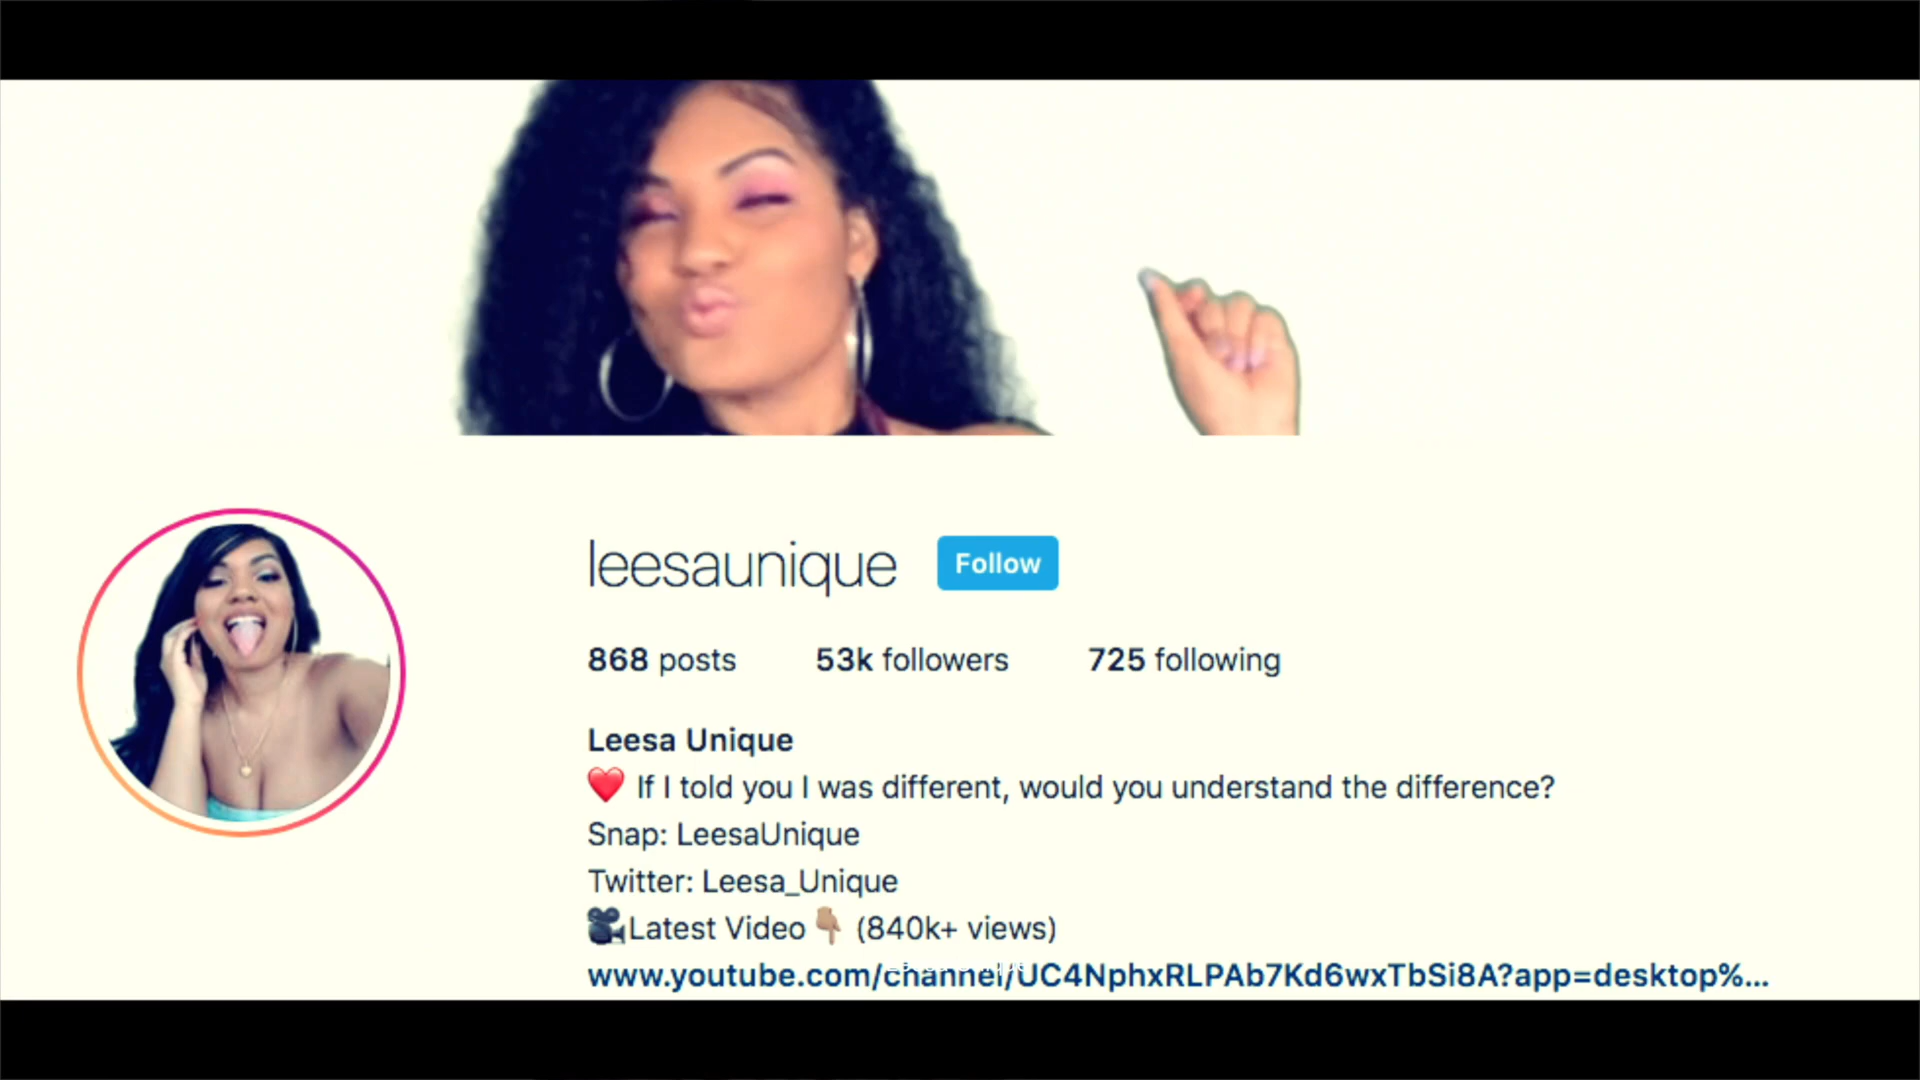 leesaunique Follow
868 posts 53k followers 725 following
Leesa Unique
❤️ If I told you I was different, would you understand the difference?
Snap: LeesaUnique
Twitter: Leesa_Unique
🎥Latest Video👇🏽 (840k+ views)
www.youtube.com/channel/UC4NphxRLPAb7Kd6wxTbSi8A?app=desktop%...